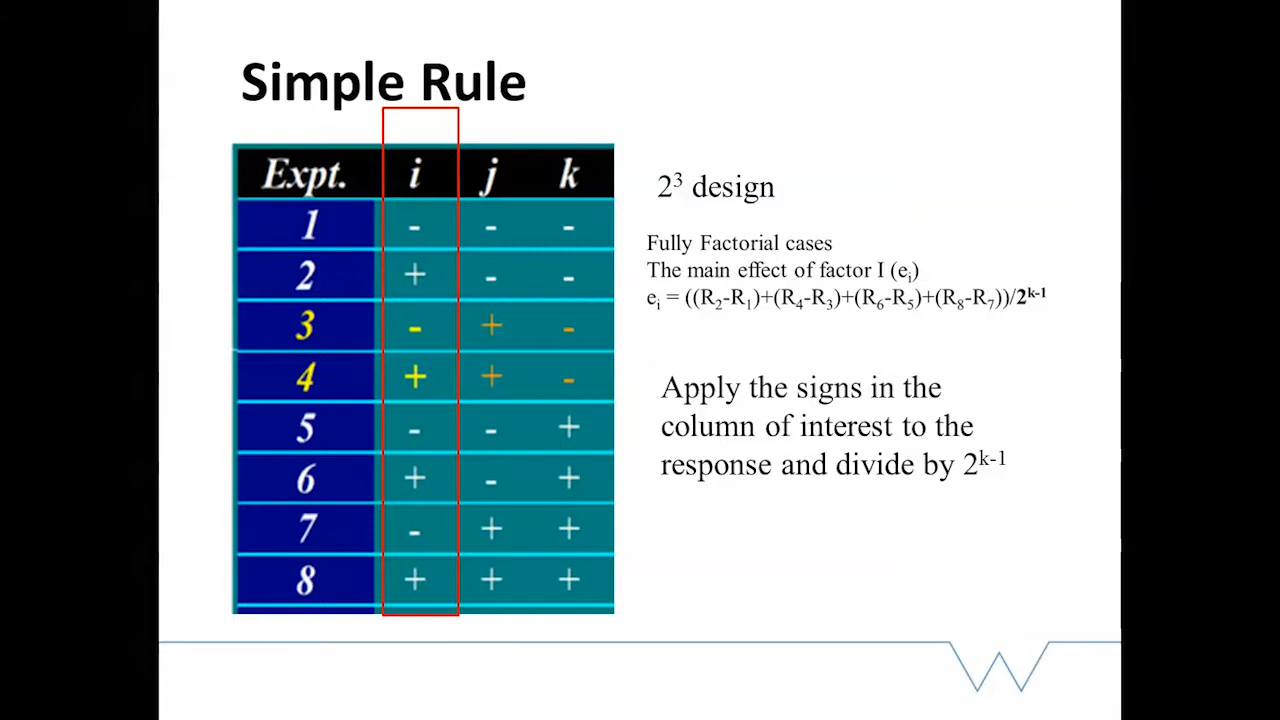 Simple Rule
Expt. i j k
1 - - -
2 + - -
3 - + -
4 + + -
5 - - +
6 + - +
7 - + +
8 + + +
2³ design
Fully Factorial cases
The main effect of factor I (eᵢ)
eᵢ = ((R₂-R₁)+(R₄-R₃)+(R₆-R₅)+(R₈-R₇))/2ᵏ⁻¹
Apply the signs in the
column of interest to the
response and divide by 2ᵏ⁻¹